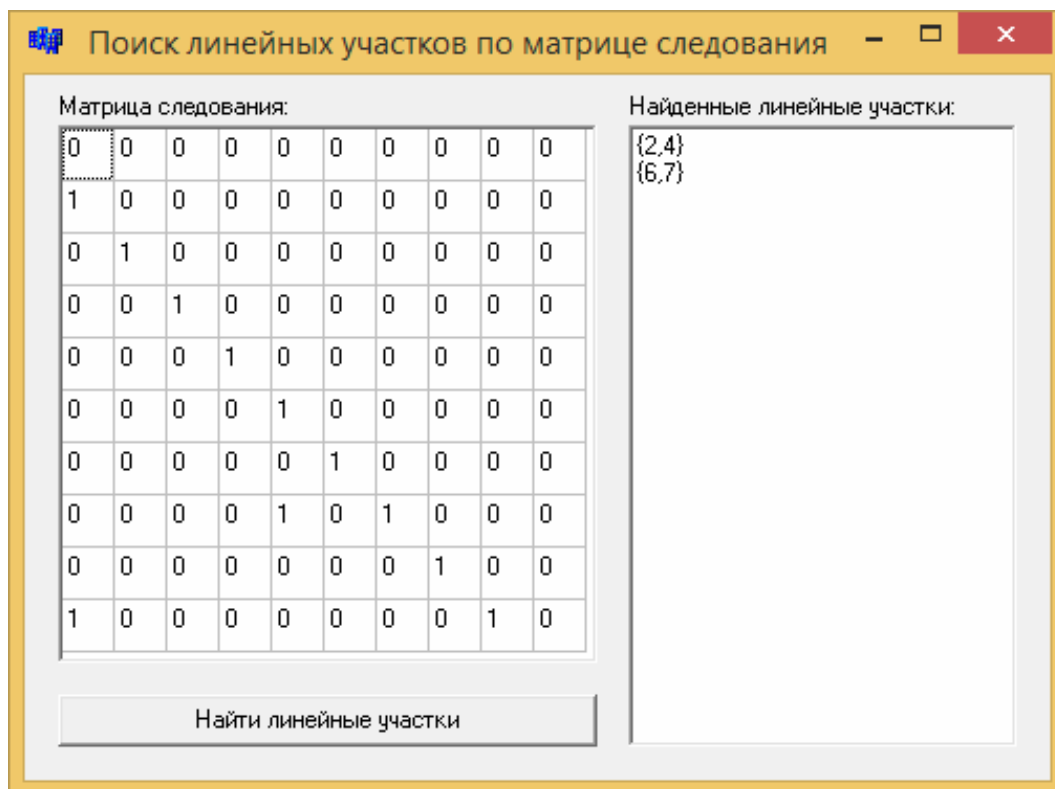 Поиск линейных участков по матрице следования
Матрица следования:
0 0 0 0 0 0 0 0 0 0
1 0 0 0 0 0 0 0 0 0
0 1 0 0 0 0 0 0 0 0
0 0 1 0 0 0 0 0 0 0
0 0 0 1 0 0 0 0 0 0
0 0 0 0 1 0 0 0 0 0
0 0 0 0 0 1 0 0 0 0
0 0 0 0 1 0 1 0 0 0
0 0 0 0 0 0 0 1 0 0
1 0 0 0 0 0 0 0 1 0
Найти линейные участки
Найденные линейные участки:
{2,4}
{6,7}